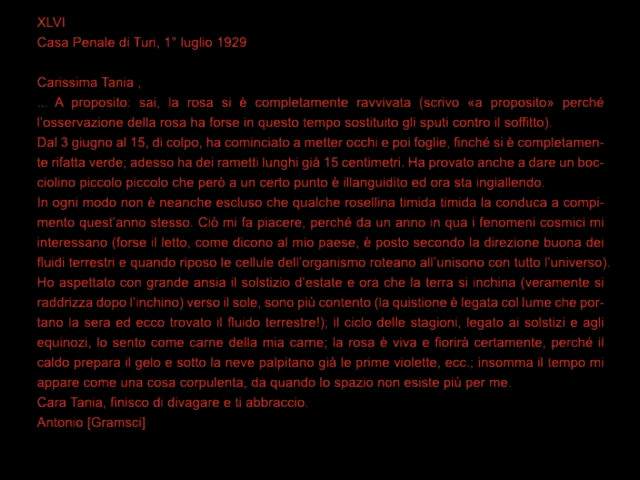 XLVI
Casa Penale di Turi, 1° luglio 1929
Carissima Tania ,
... A proposito: sai, la rosa si è completamente ravvivata (scrivo «a proposito» perché
l'osservazione della rosa ha forse in questo tempo sostituito gli sputi contro il soffitto).
Dal 3 giugno al 15, di colpo, ha cominciato a metter occhi e poi foglie, finché si è completamen-
te rifatta verde; adesso ha dei rametti lunghi già 15 centimetri. Ha provato anche a dare un boc-
cioINo piccolo piccolo che però a un certo punto è illanguidito ed ora sta ingiallendo.
In ogni modo non è neanche escluso che qualche rosellina timida timida la conduca a compi-
mento quest'anno stesso. Ciò mi fa piacere, perché da un anno in qua i fenomeni cosmici mi
interessano (forse il letto, come dicono al mio paese, è posto secondo la direzione buona dei
fluidi terrestri e quando riposo le cellule dell'organismo roteano all'unisono con tutto l'universo).
Ho aspettato con grande ansia il solstizio d'estate e ora che la terra si inchina (veramente si
raddrizza dopo l'inchino) verso il sole, sono più contento (la quistione è legata col lume che por-
tano la sera ed ecco trovato il fluido terrestre!); il ciclo delle stagioni, legato ai solstizi e agli
equinozi, lo sento come carne della mia carne; la rosa è viva e fiorirà certamente, perché il
caldo prepara il gelo e sotto la neve palpitano già le prime violette, ecc.; insomma il tempo mi
appare come una cosa corpulenta, da quando lo spazio non esiste più per me.
Cara Tania, finisco di divagare e ti abbraccio.
Antonio [Gramsci]